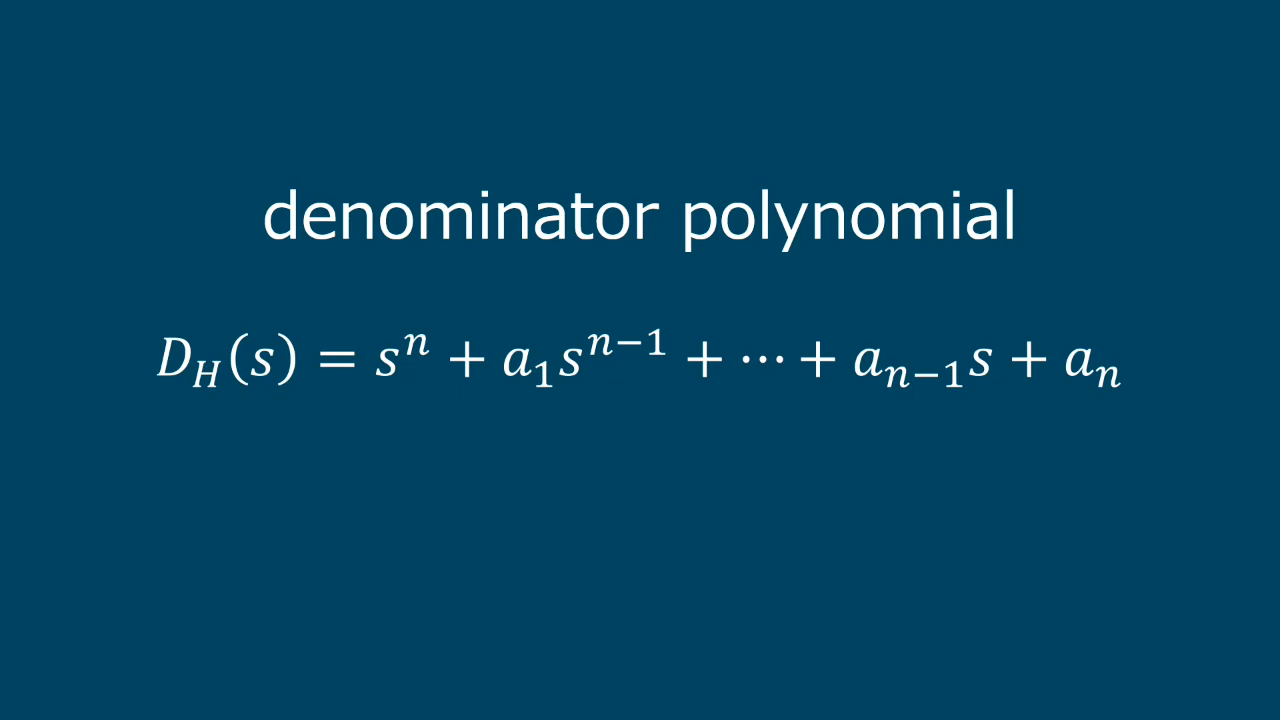 denominator polynomial
𝐷_𝐻(𝑠) = 𝑠^𝑛 + 𝑎_1𝑠^{𝑛−1} + ⋯ + 𝑎_{𝑛−1}𝑠 + 𝑎_𝑛